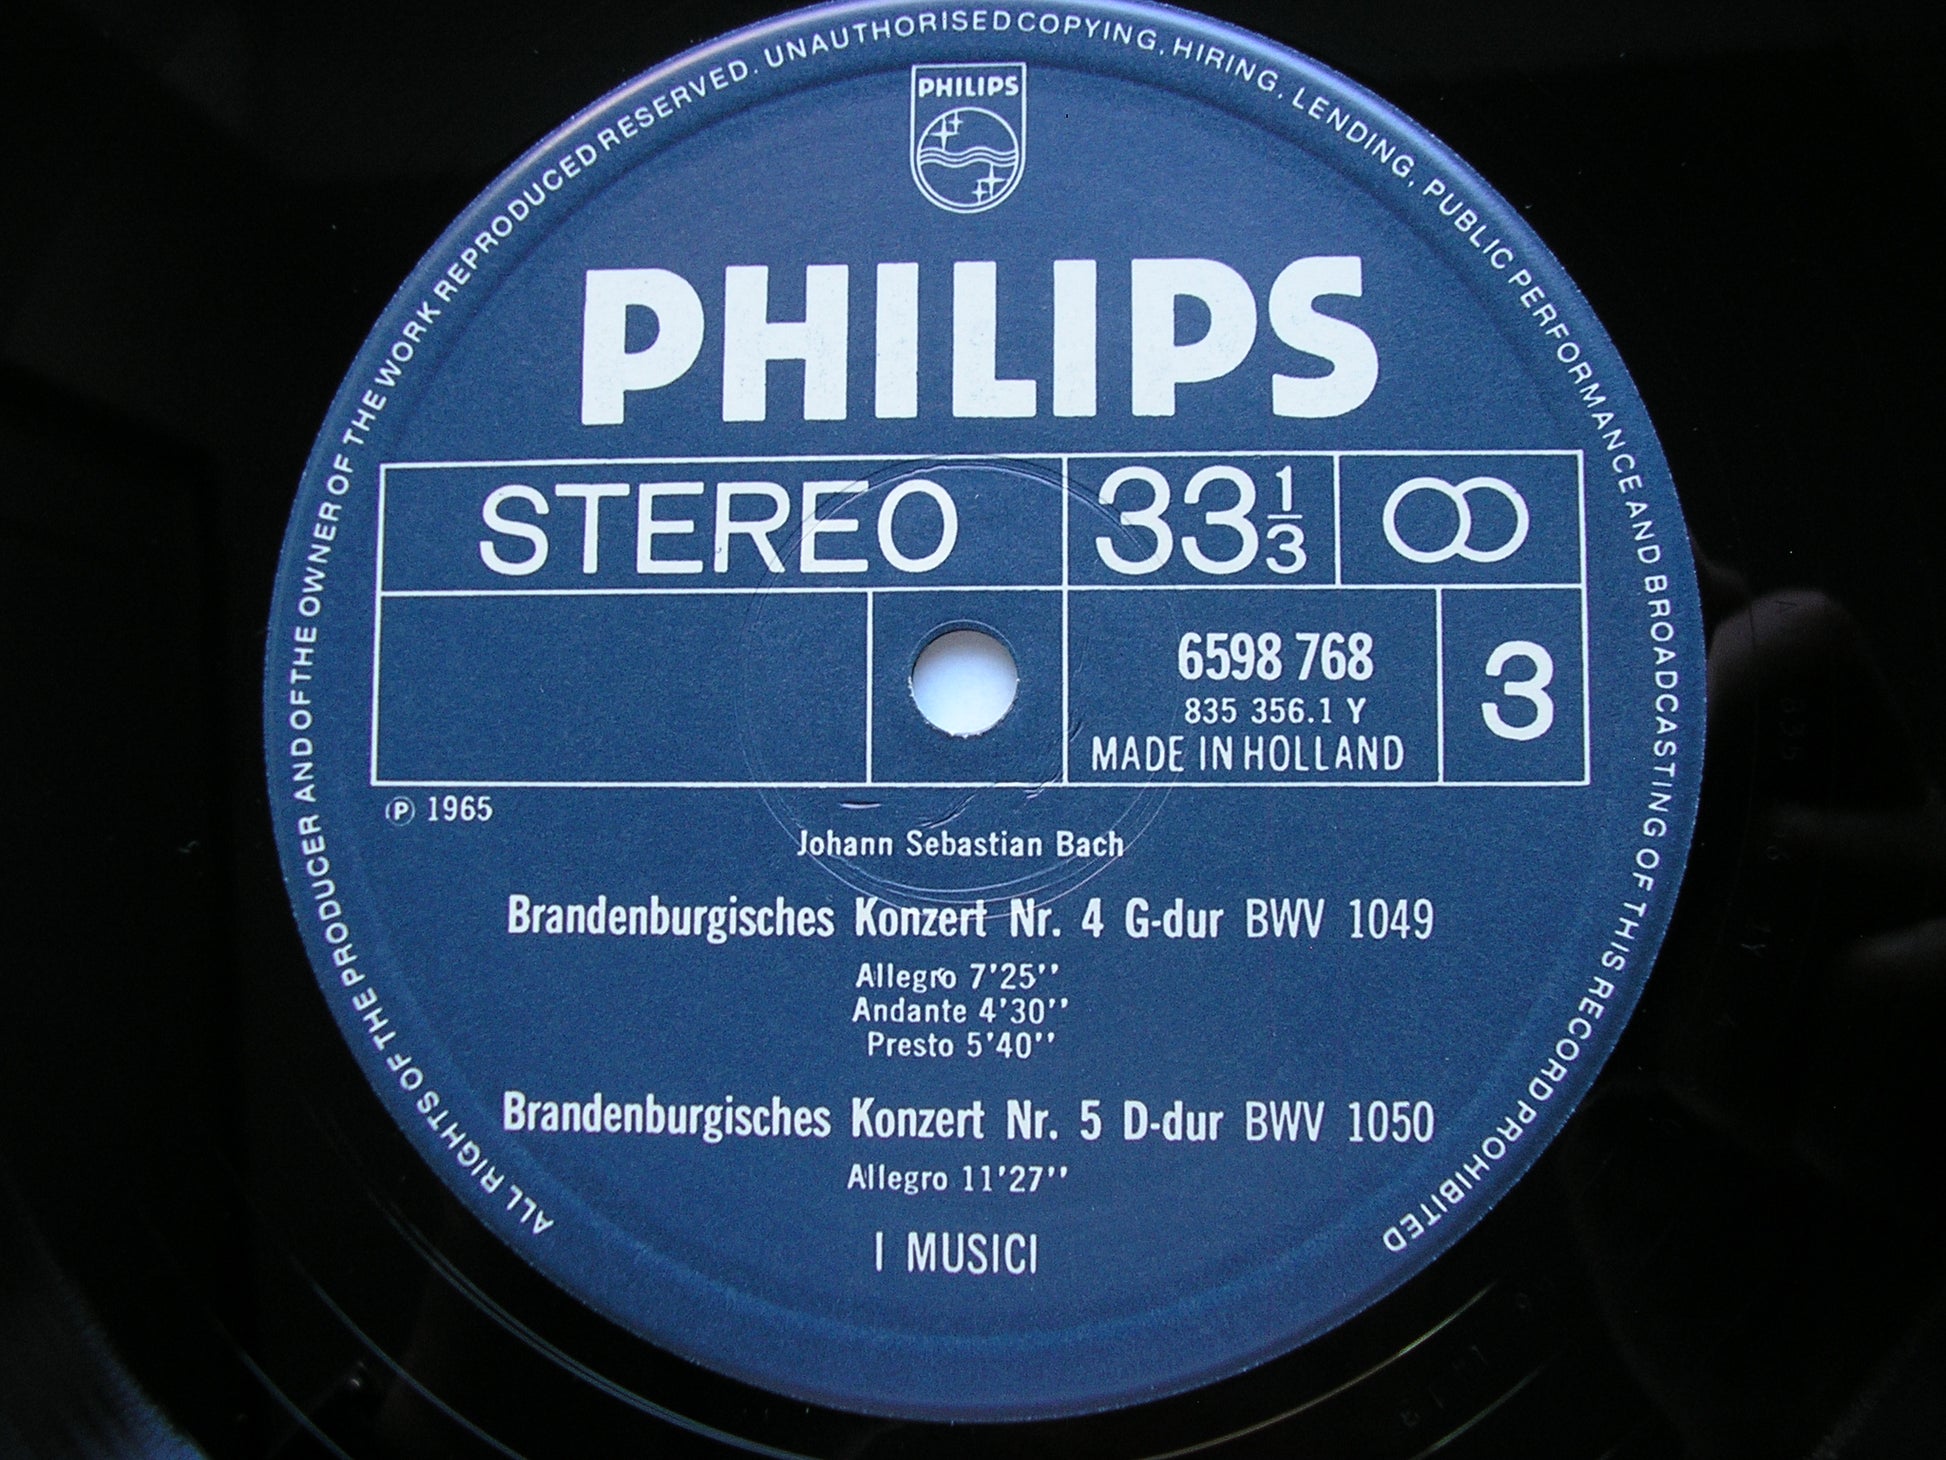 ALL RIGHTS OF THE PRODUCER AND OF THE OWNER OF THE WORK REPRODUCED RESERVED. UNAUTHORISED COPYING, HIRING, LENDING, PUBLIC PERFORMANCE AND BROADCASTING OF THIS RECORD PROHIBITED
PHILIPS
PHILIPS
STEREO 33 1/3
6598 768
835 356.1 Y
MADE IN HOLLAND
3
℗ 1965
Johann Sebastian Bach
Brandenburgisches Konzert Nr. 4 G-dur BWV 1049
Allegro 7'25''
Andante 4'30''
Presto 5'40''
Brandenburgisches Konzert Nr. 5 D-dur BWV 1050
Allegro 11'27''
I MUSICI